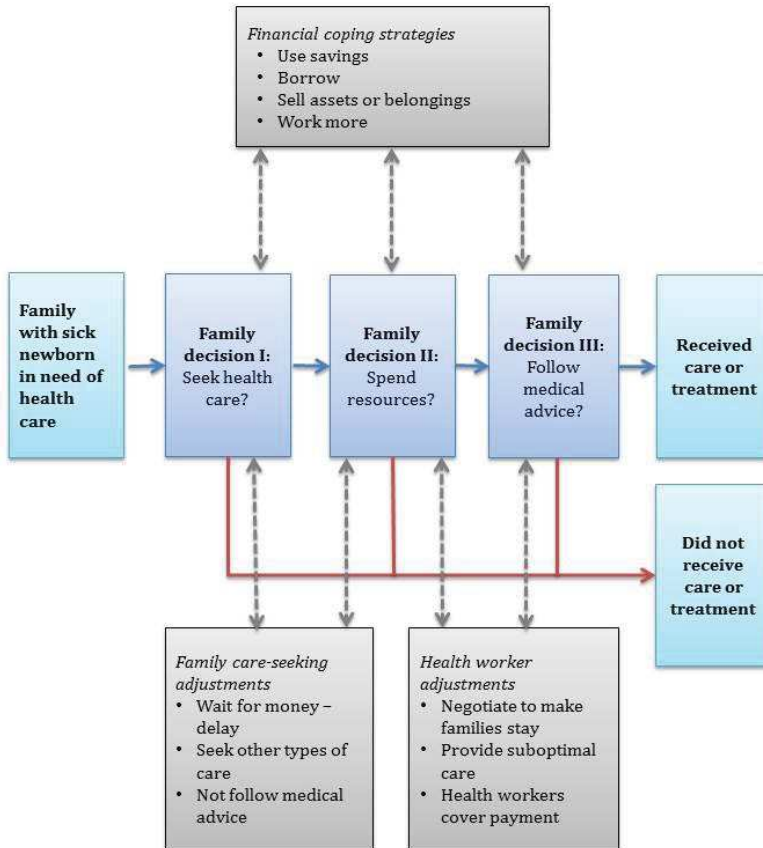 Financial coping strategies
• Use savings
• Borrow
• Sell assets or belongings
• Work more
Family
with sick
newborn
in need of
health
care
Family
decision I:
Seek health
care?
Family
decision II:
Spend
resources?
Family
decision III:
Follow
medical
advice?
Received
care or
treatment
Did not
receive
care or
treatment
Family care-seeking
adjustments
• Wait for money –
delay
• Seek other types of
care
• Not follow medical
advice
Health worker
adjustments
• Negotiate to make
families stay
• Provide suboptimal
care
• Health workers
cover payment